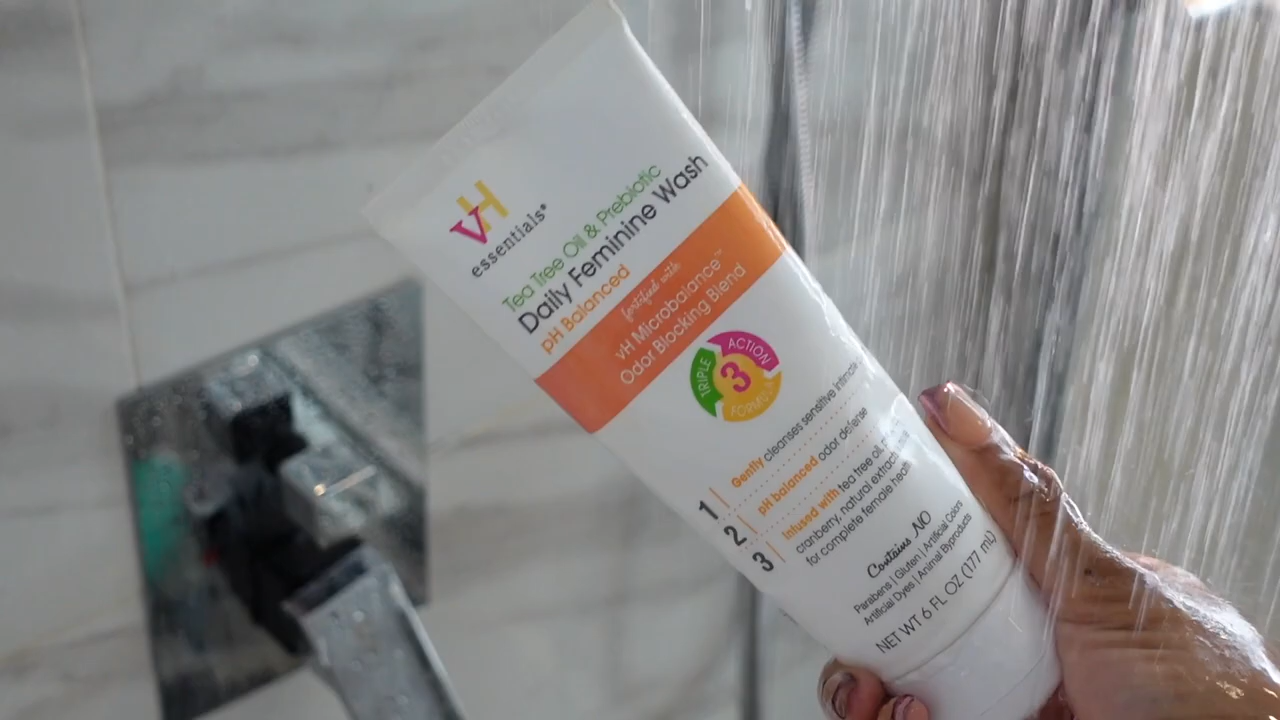 VH
essentials®
Tea Tree Oil & Prebiotic
Daily Feminine Wash
pH Balanced
fortified with
vH Microbalance™
Odor Blocking Blend
TRIPLE ACTION FORMULA
3
1 Gently cleanses sensitive intimate
2 pH balanced odor defense
3 Infused with tea tree oil,
cranberry, natural extracts
for complete female health
Contains NO
Parabens | Gluten | Artificial Colors
Artificial Dyes | Animal Byproducts
NET WT 6 FL OZ (177 mL)